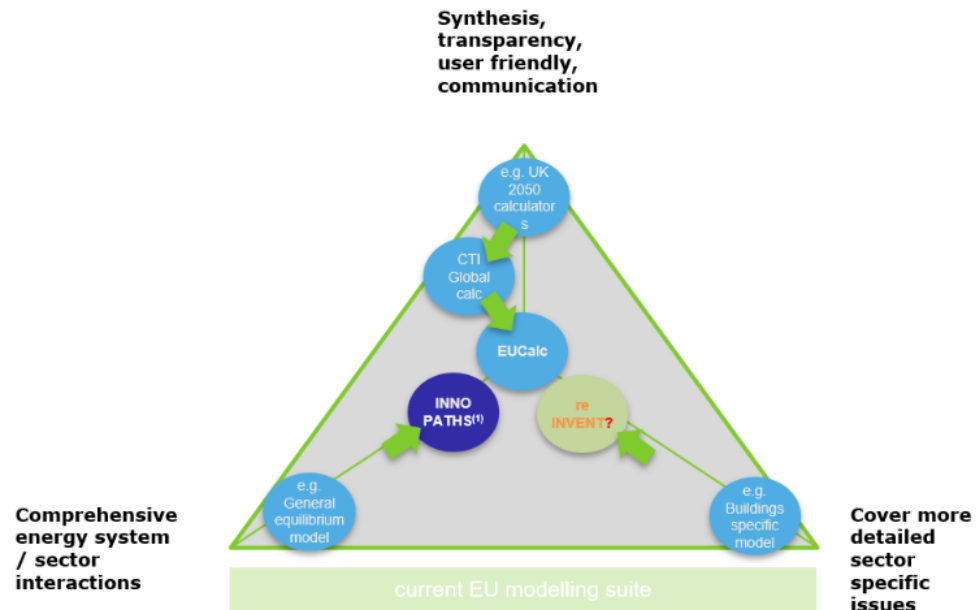 Synthesis,
transparency,
user friendly,
communication
e.g. UK
2050
calculator
s
CTI
Global
calc
EUCalc
INNO
PATHS(1)
re
INVENT?
e.g.
General
equilibrium
model
e.g.
Buildings
specific
model
Comprehensive
energy system
/ sector
interactions
Cover more
detailed
sector
specific
issues
current EU modelling suite